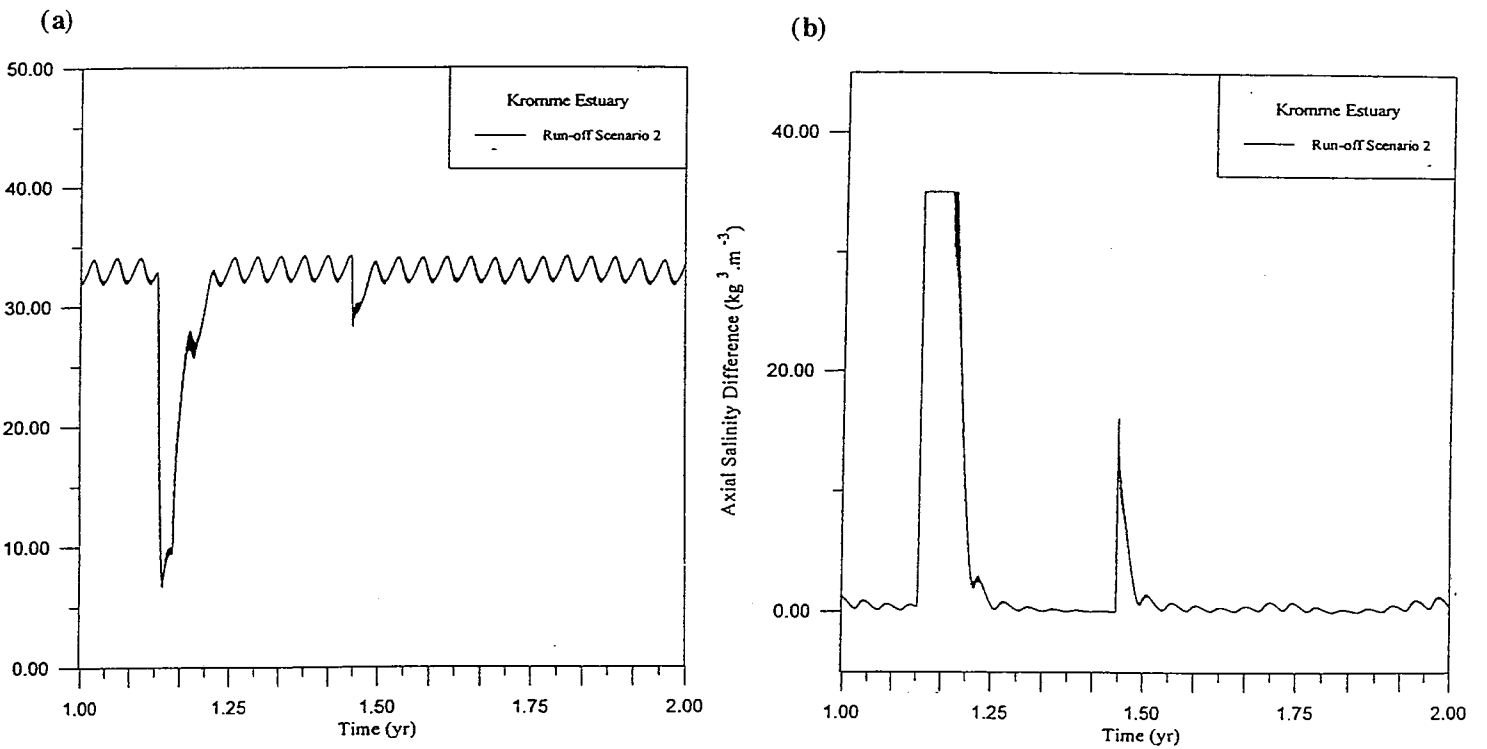 (a)
50.00
40.00
30.00
20.00
10.00
0.00
Kromme Estuary
Run-off Scenario 2
1.00
1.25
1.50
1.75
2.00
Time (yr)
(b)
Axial Salinity Difference (kg ³.m ⁻³)
40.00
20.00
0.00
Kromme Estuary
Run-off Scenario 2
1.00
1.25
1.50
1.75
2.00
Time (yr)